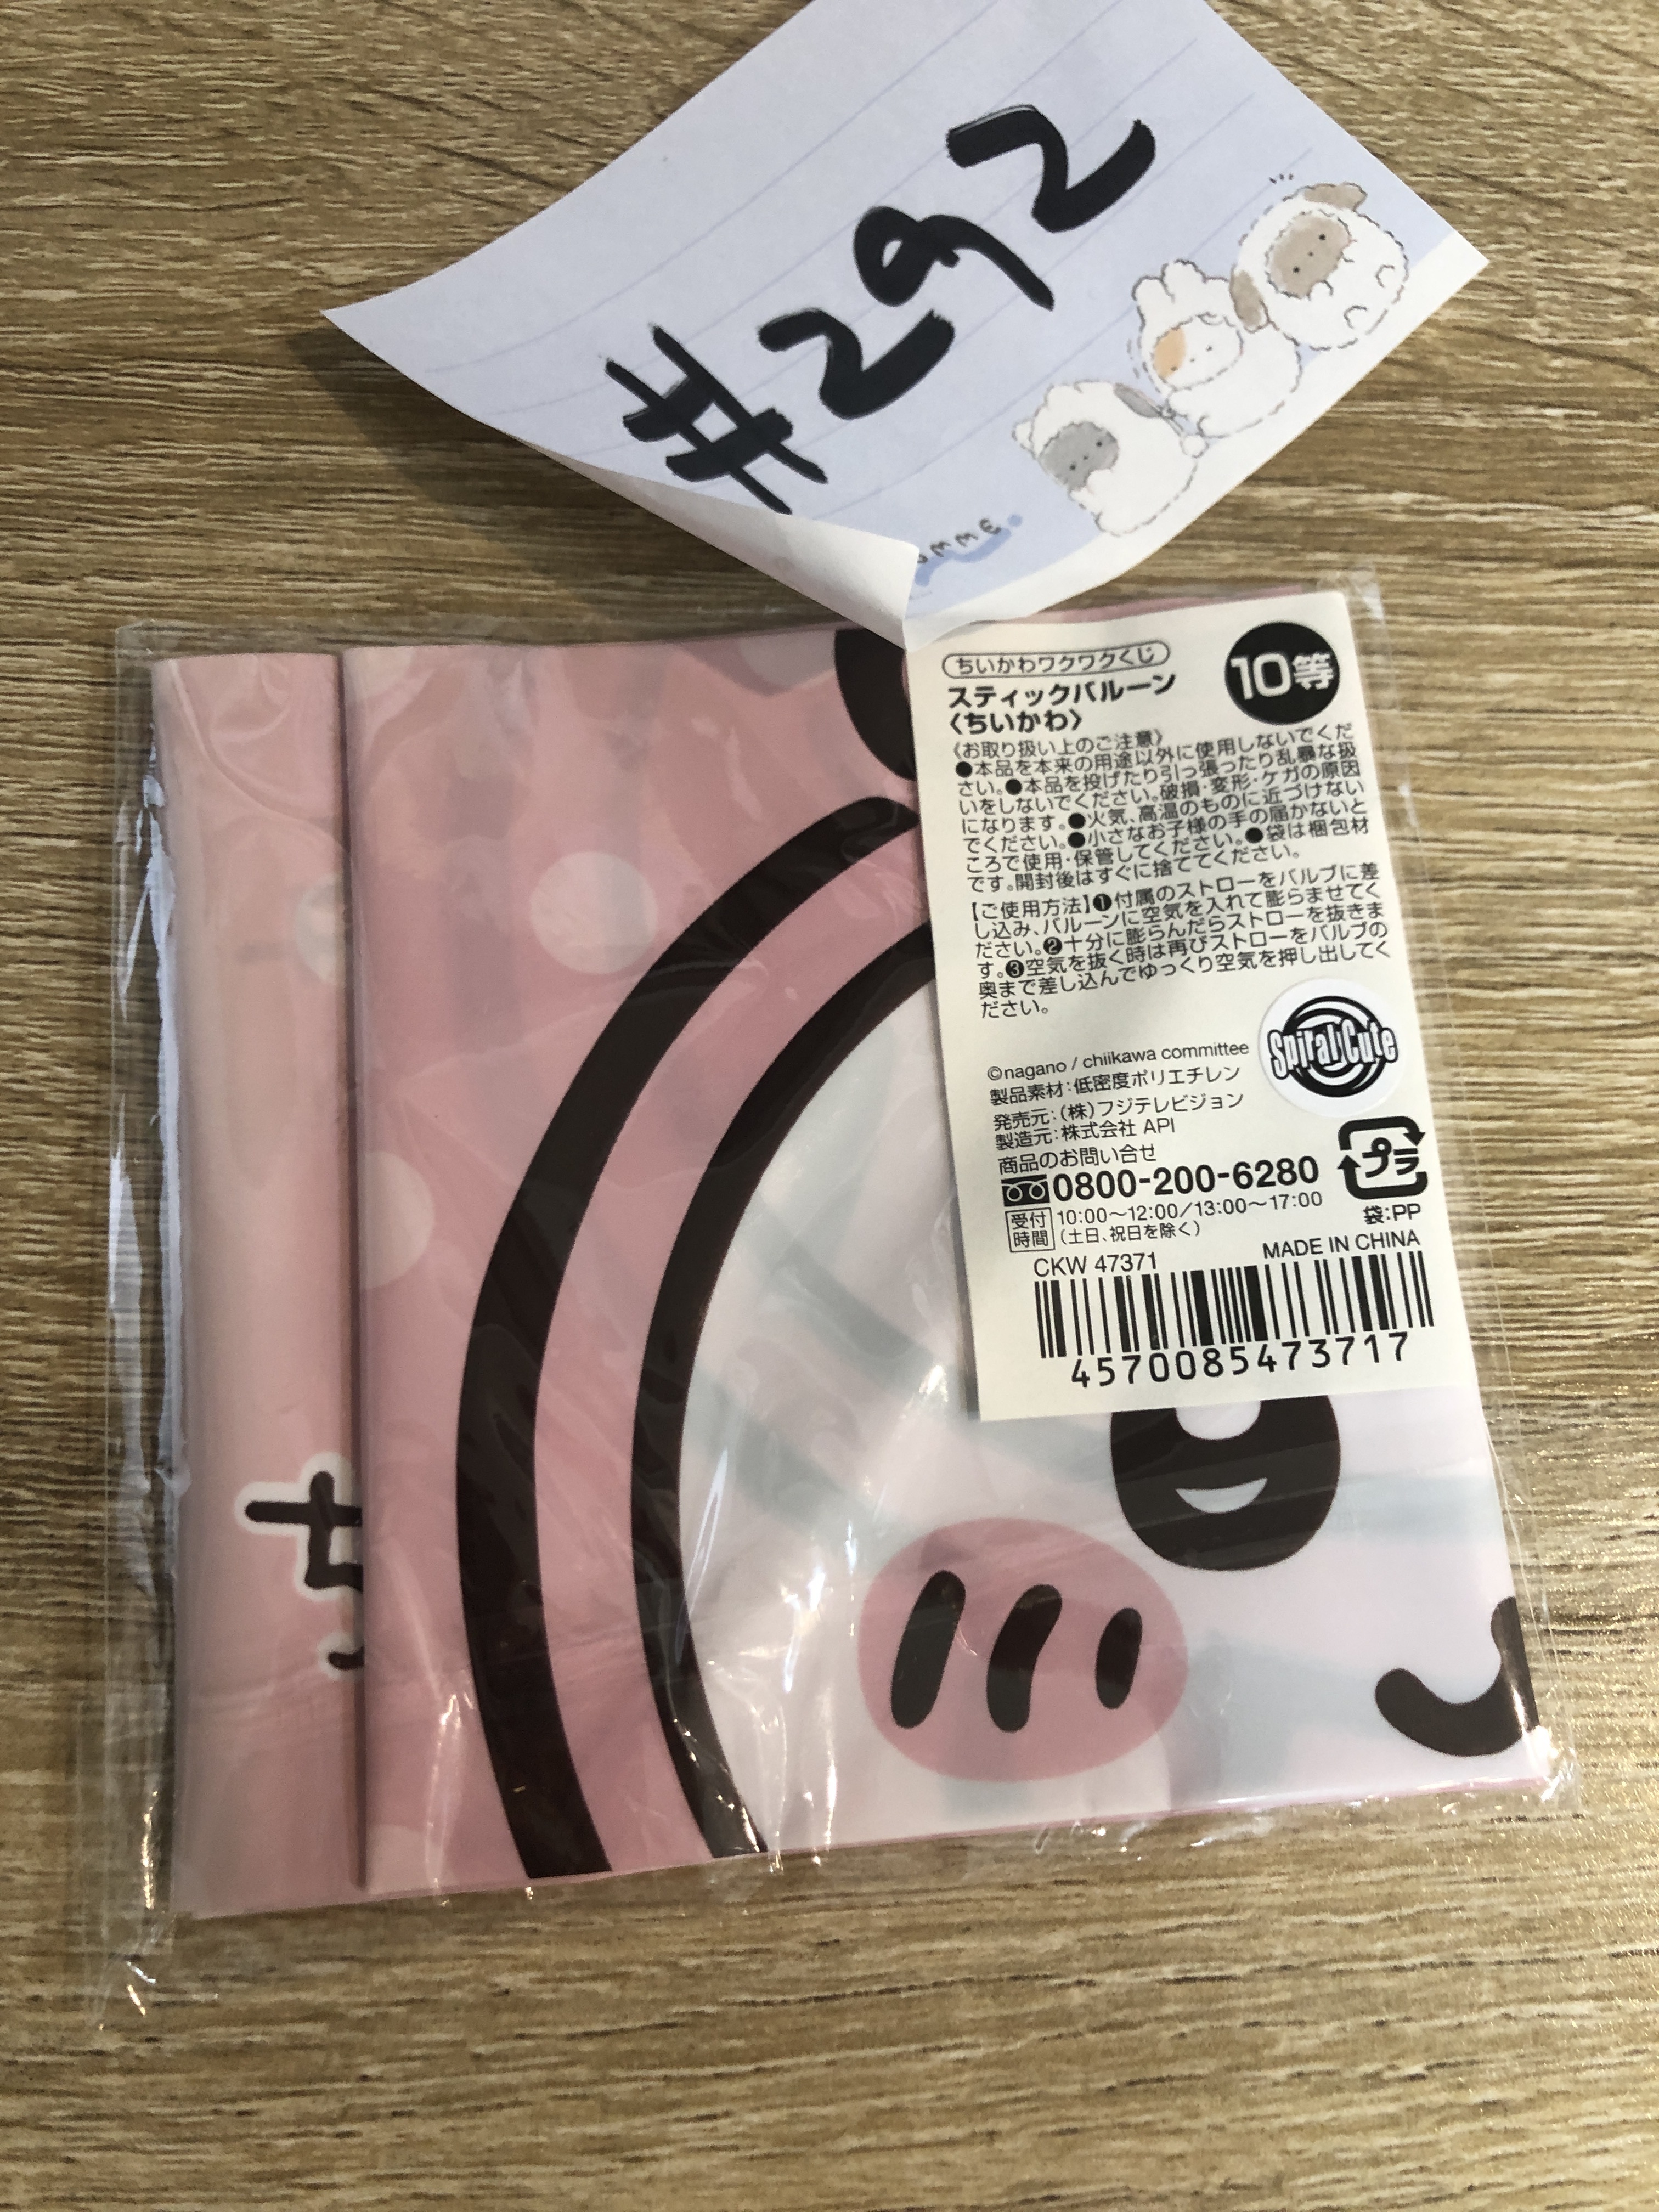 #292
ちいかわワクワクくじ
10等
スティックバルーン
〈ちいかわ〉
《お取り扱い上のご注意》
●本品を本来の用途以外に使用しないでくだ
さい。●本品を投げたり引っ張ったり乱暴な扱
いをしないでください。破損・変形・ケガの原因
になります。●火気、高温のものに近づけない
でください。●小さなお子様の手の届かないと
ころで使用・保管してください。●袋は梱包材
です。開封後はすぐに捨ててください。
【ご使用方法】❶付属のストローをバルブに差
し込み、バルーンに空気を入れて膨らませてく
ださい。❷十分に膨らんだらストローを抜きま
す。❸空気を抜く時は再びストローをバルブの
奥まで差し込んでゆっくり空気を押し出してく
ださい。
Spiral Cute
©nagano / chiikawa committee
製品素材：低密度ポリエチレン
発売元：（株）フジテレビジョン
製造元：株式会社 API
商品のお問い合せ
0800-200-6280
受付時間 10:00～12:00/13:00～17:00
（土日、祝日を除く）
プラ
袋：PP
CKW 47371
MADE IN CHINA
4570085473717
ち